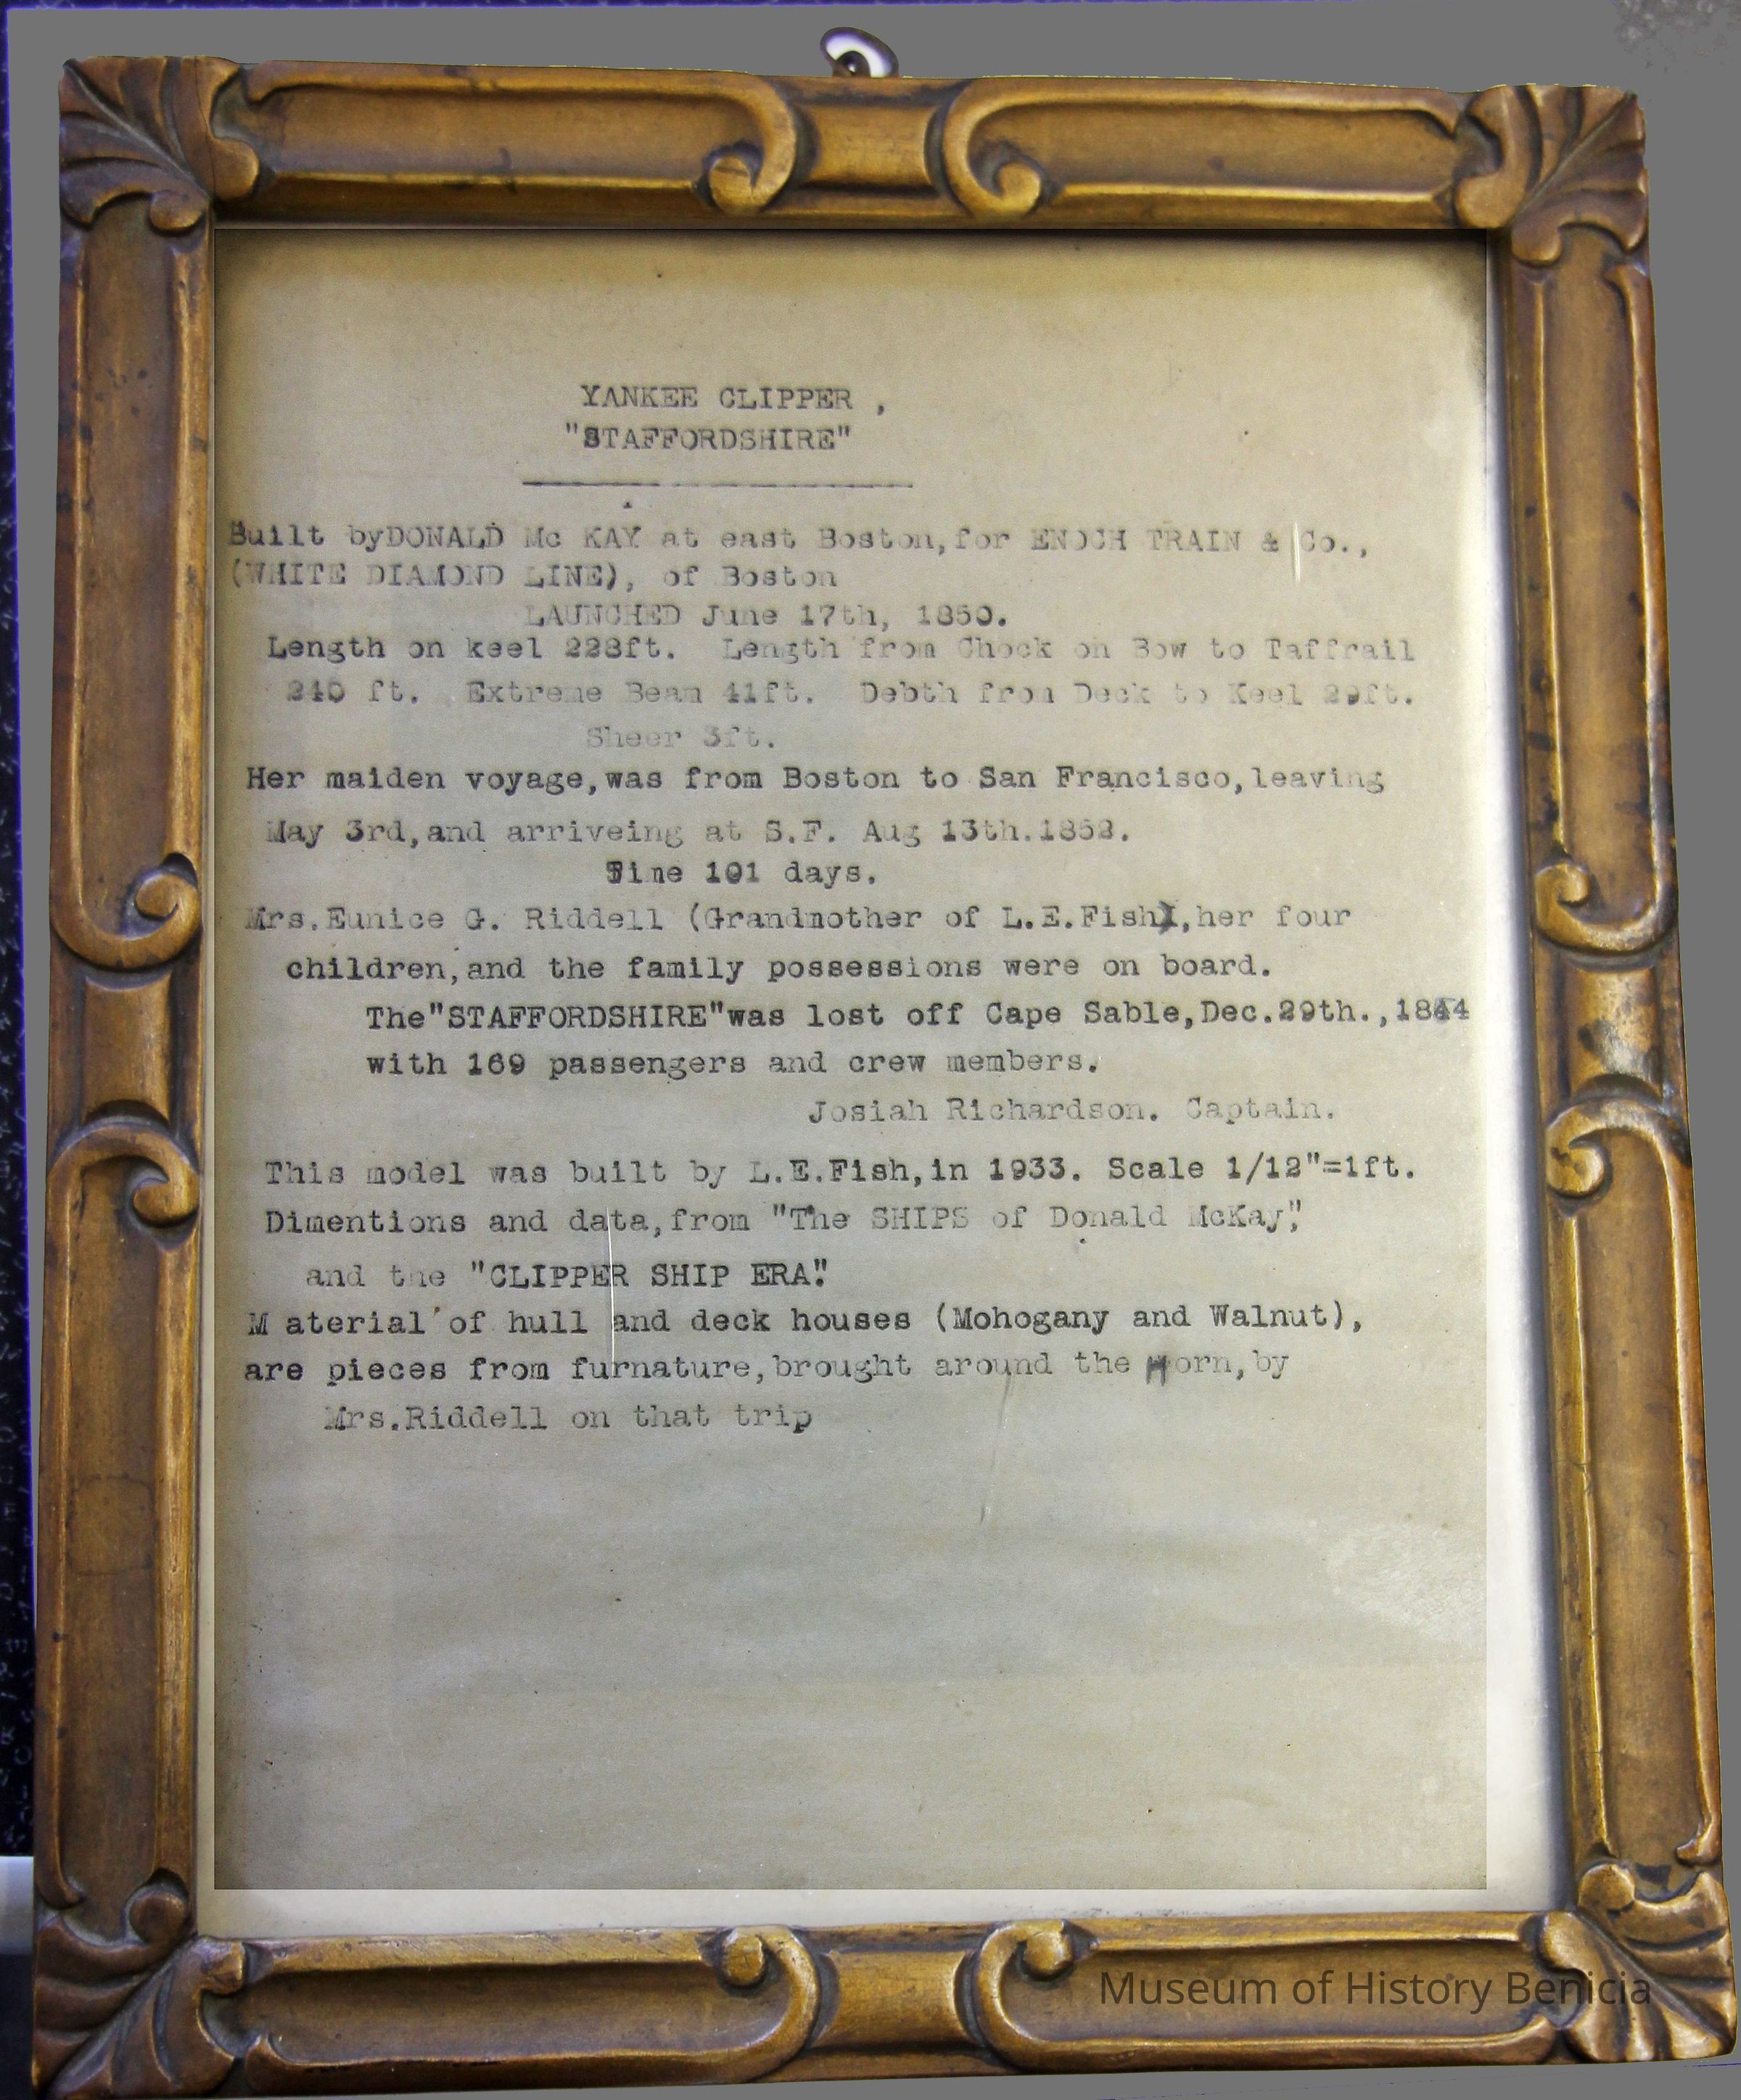 YANKEE CLIPPER ,
"STAFFORDSHIRE"
Built byDONALD Mc KAY at east Boston,for ENOCH TRAIN & Co.,
(WHITE DIAMOND LINE), of Boston
LAUNCHED June 17th, 1850.
Length on keel 228ft. Length from Chock on Bow to Taffrail
240 ft. Extreme Beam 41ft. Debth from Deck to Keel 29ft.
Sheer 3ft.
Her maiden voyage,was from Boston to San Francisco,leaving
May 3rd,and arriveing at S.F. Aug 13th.1852.
Time 101 days.
Mrs.Eunice G. Riddell (Grandmother of L.E.Fish),her four
children,and the family possessions were on board.
The"STAFFORDSHIRE"was lost off Cape Sable,Dec.29th.,
with 169 passengers and crew members.
Josiah Richardson. Captain.
This model was built by L.E.Fish,in 1933. Scale 1/12"=1ft.
Dimentions and data,from "The SHIPS of Donald McKay",
and the "CLIPPER SHIP ERA".
M aterial of hull and deck houses (Mohogany and Walnut),
are pieces from furnature,brought around the Horn,by
Mrs.Riddell on that trip
Museum of History Benicia